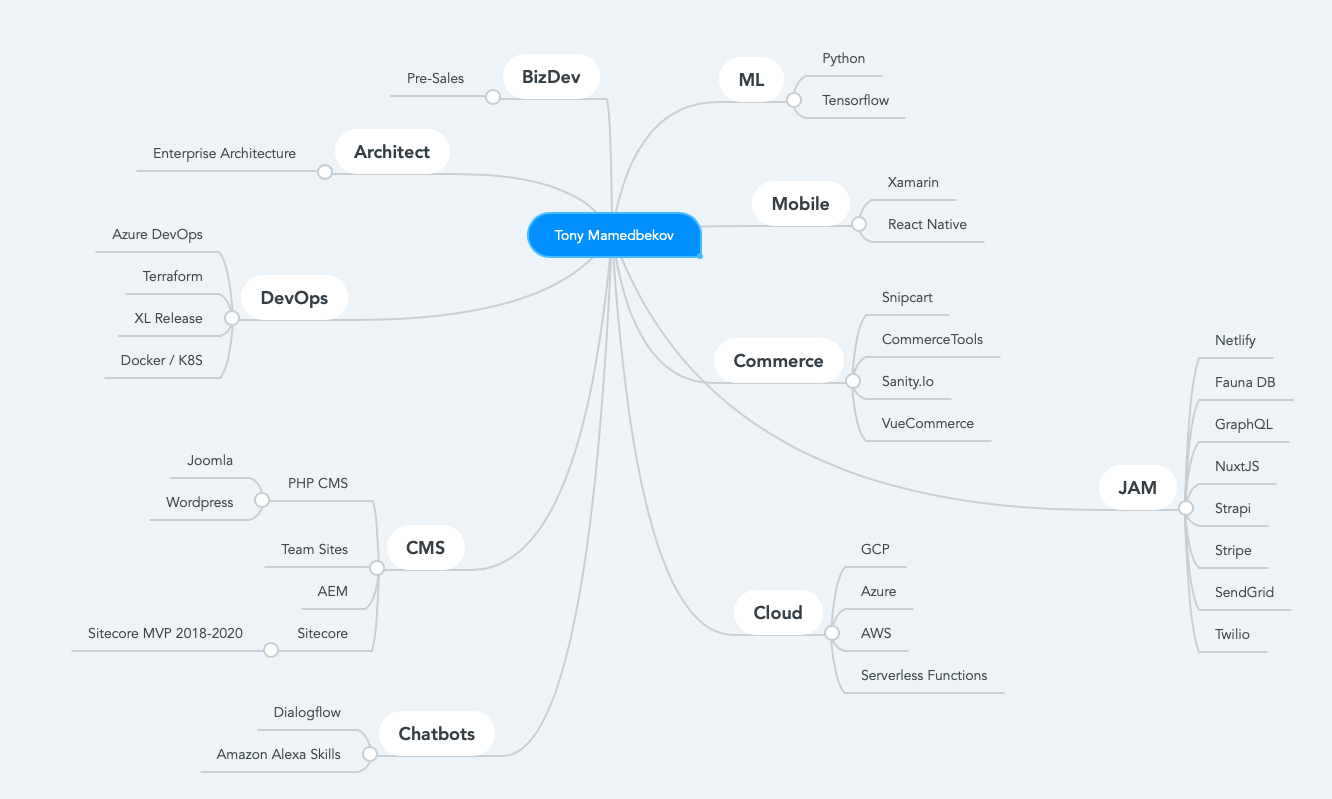 Tony Mamedbekov
BizDev
Pre-Sales
Architect
Enterprise Architecture
DevOps
Azure DevOps
Terraform
XL Release
Docker / K8S
CMS
PHP CMS
Joomla
Wordpress
Team Sites
AEM
Sitecore
Sitecore MVP 2018-2020
Chatbots
Dialogflow
Amazon Alexa Skills
ML
Python
Tensorflow
Mobile
Xamarin
React Native
Commerce
Snipcart
CommerceTools
Sanity.Io
VueCommerce
JAM
Netlify
Fauna DB
GraphQL
NuxtJS
Strapi
Stripe
SendGrid
Twilio
Cloud
GCP
Azure
AWS
Serverless Functions